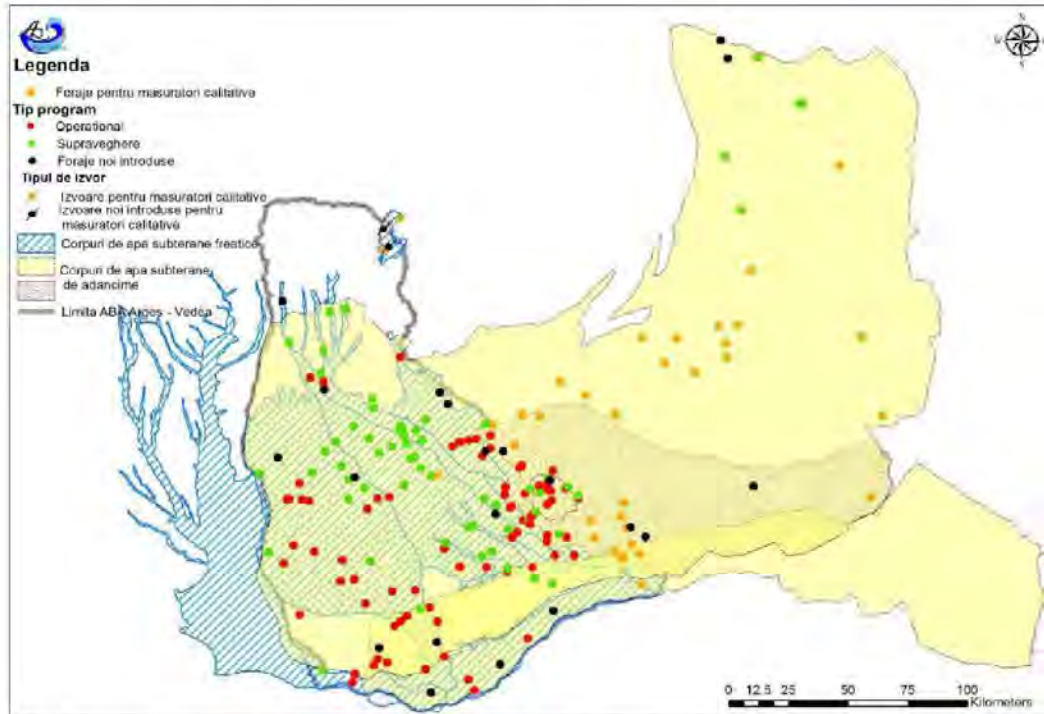 Legenda
Foraje pentru masuratori calitative
Tip program
Operational
Supraveghere
Foraje noi introduse
Tipul de izvor
Izvoare pentru masuratori calitative
Izvoare noi introduse pentru
masuratori calitative
Corpuri de apa subterane freatice
Corpuri de apa subterane
de adancime
Limita ABA Arges - Vedea
N
W
S
0 12.5 25 50 75 100
Kilometers